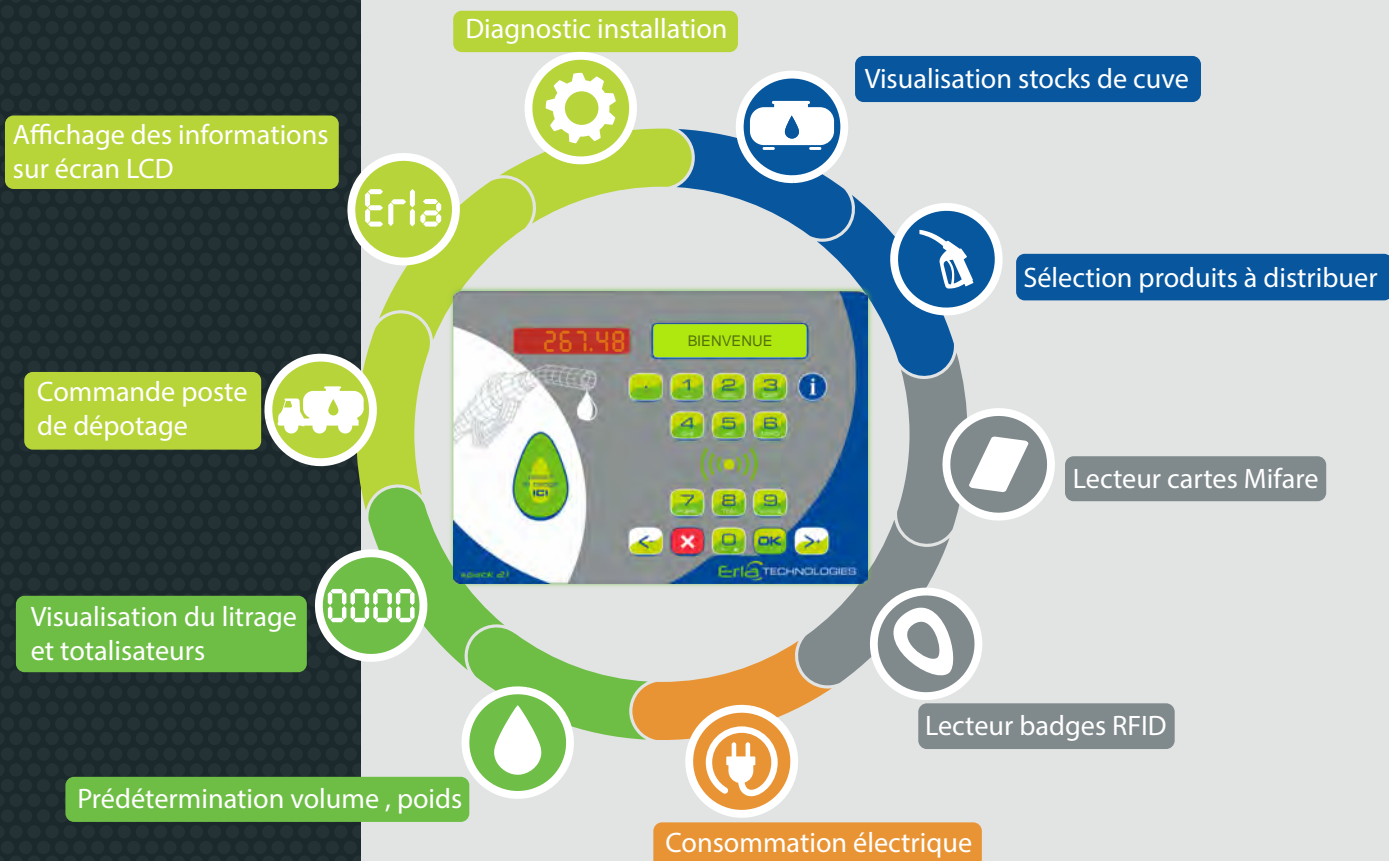 Diagnostic installation
Visualisation stocks de cuve
Affichage des informations
sur écran LCD
Erla
Sélection produits à distribuer
267.48
BIENVENUE
. 1 2 3 i
Commande poste
de dépotage
4 5 6
Lecteur cartes Mifare
ICI
7 8 9
<- X 0 OK >+
Erla TECHNOLOGIES
0000
Visualisation du litrage
et totalisateurs
Lecteur badges RFID
Prédétermination volume , poids
Consommation électrique